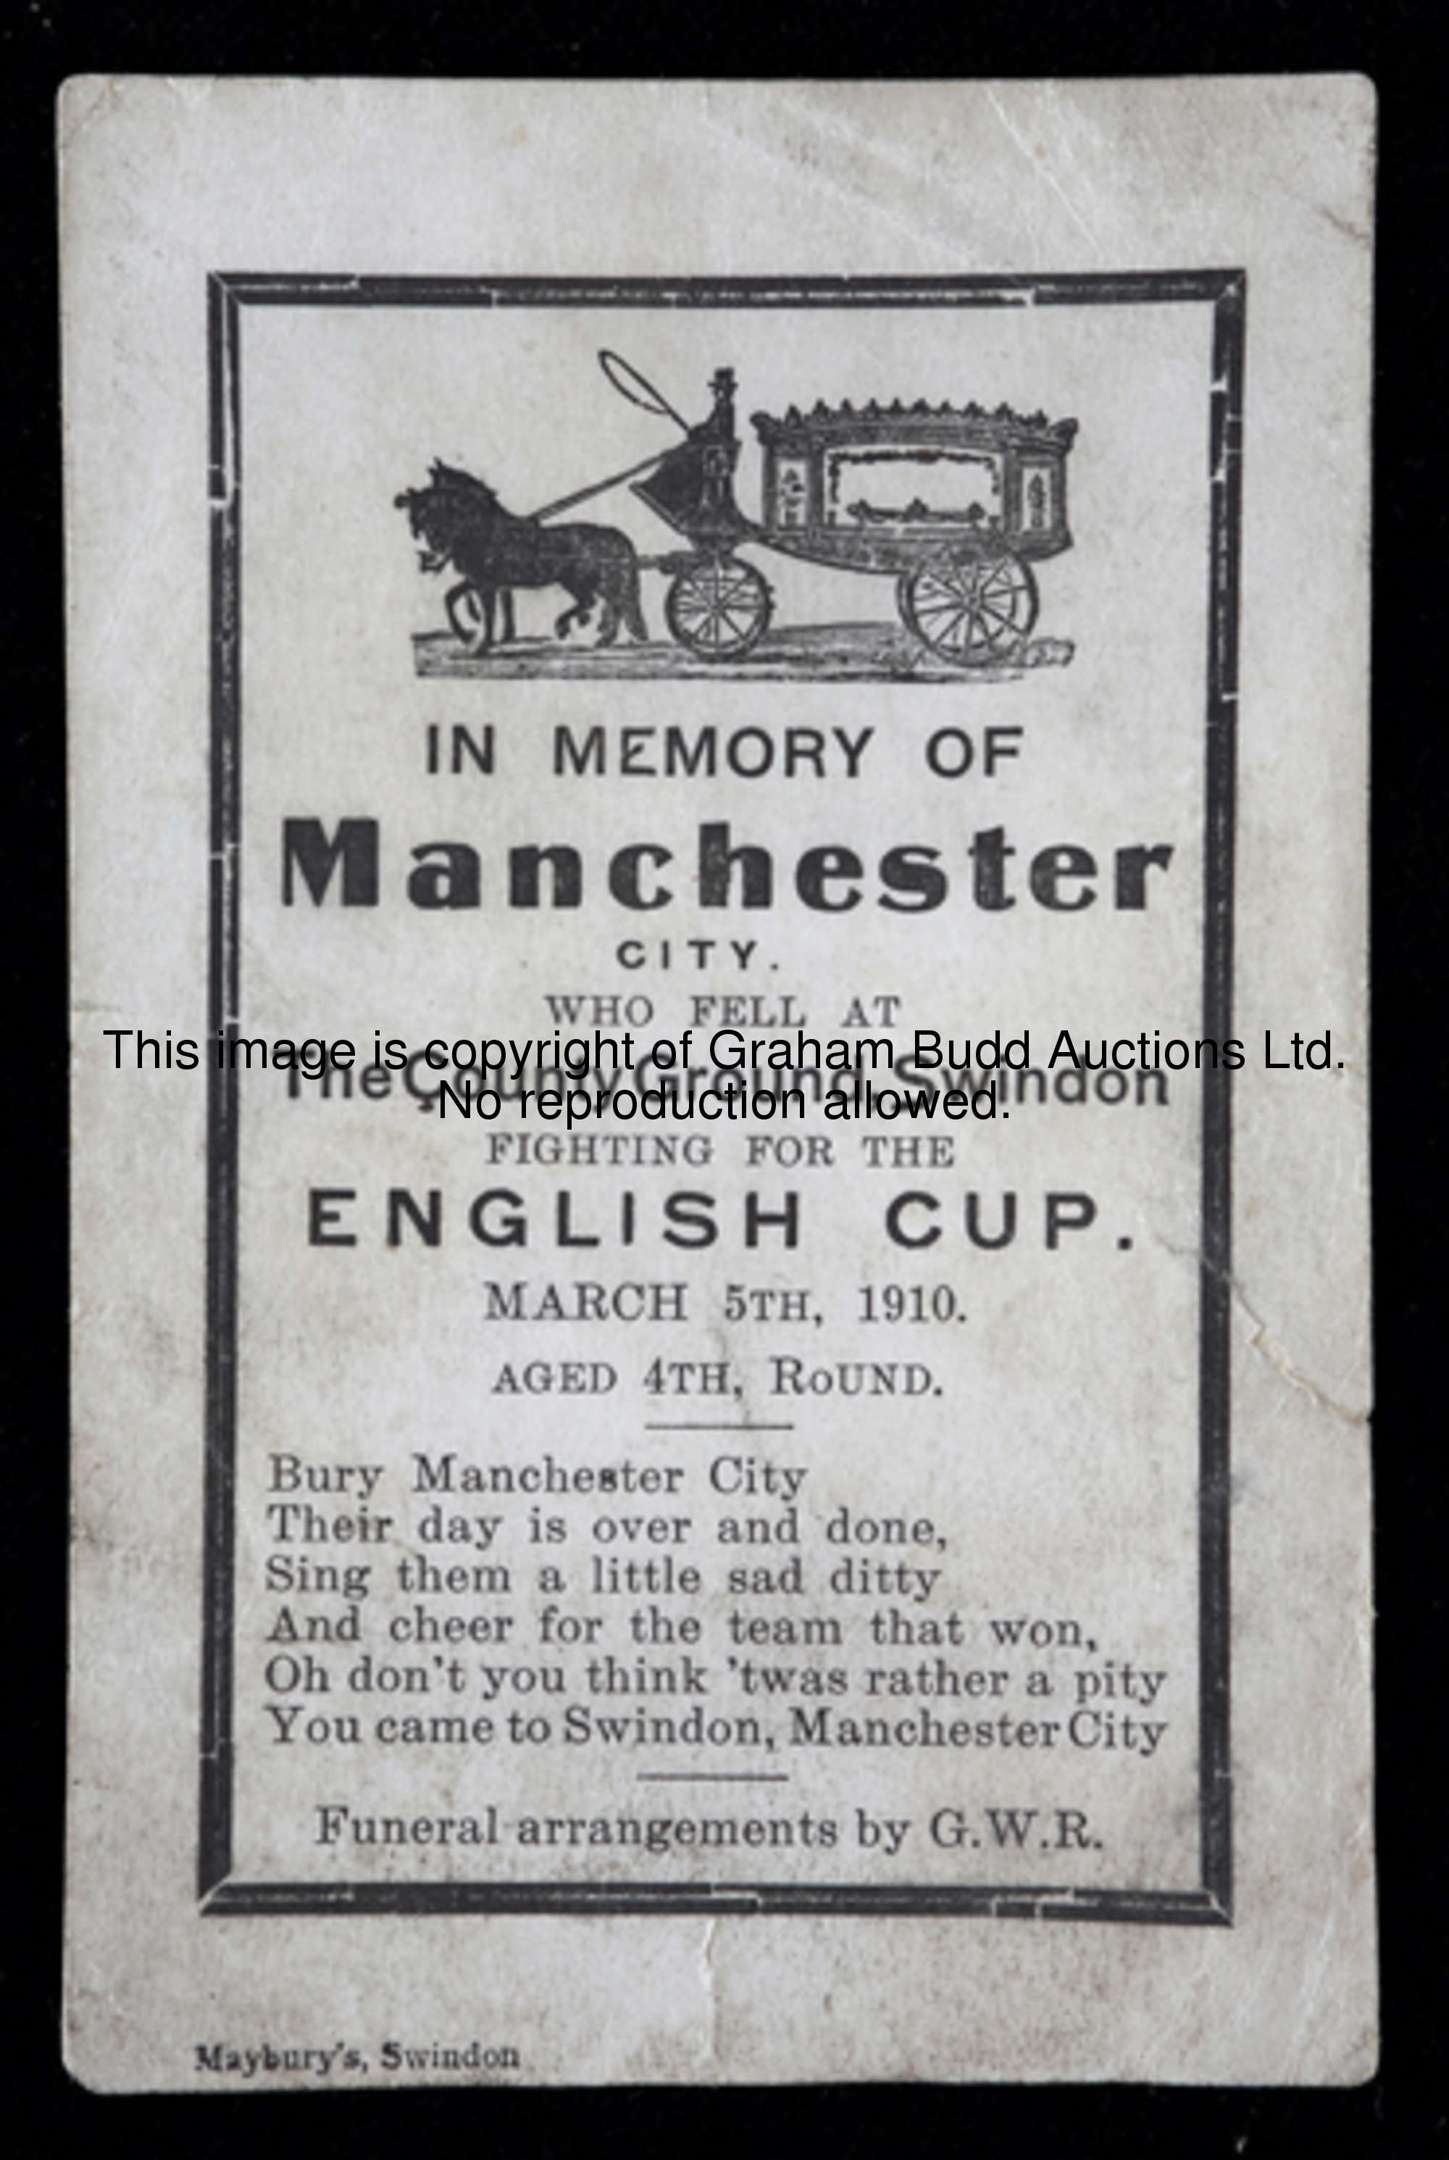 IN MEMORY OF
Manchester
CITY.
WHO FELL AT
This image is copyright of Graham Budd Auctions Ltd.
The County Ground, Swindon
No reproduction allowed.
FIGHTING FOR THE
ENGLISH CUP.
MARCH 5TH, 1910.
AGED 4TH, ROUND.
Bury Manchester City
Their day is over and done,
Sing them a little sad ditty
And cheer for the team that won,
Oh don't you think 'twas rather a pity
You came to Swindon, Manchester City
Funeral arrangements by G.W.R.
Maybury's, Swindon